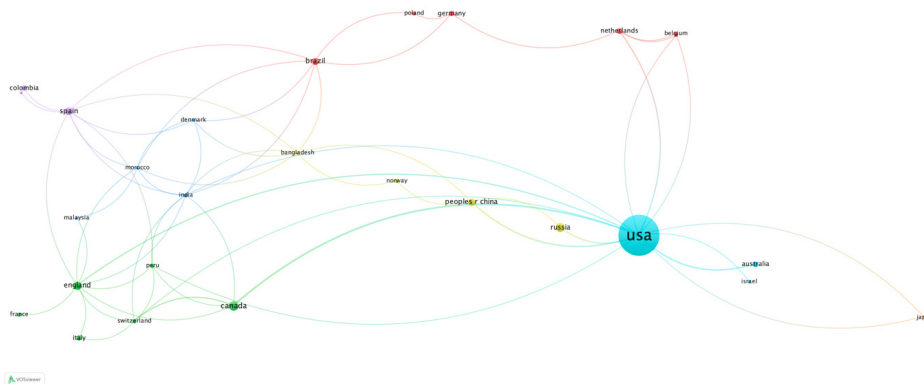 poland
germany
netherlands
belgium
brazil
colombia
spain
denmark
bangladesh
morocco
norway
india
peoples r china
malaysia
russia
usa
peru
australia
england
israel
canada
france
switzerland
jap
italy
VOSviewer